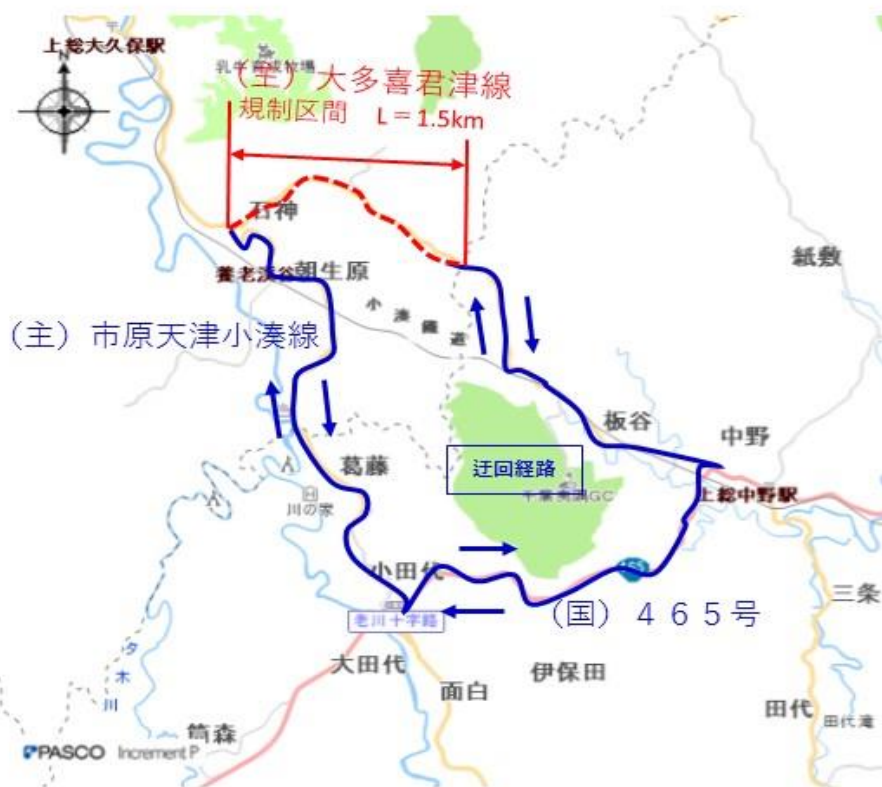 上総大久保駅
N
（主）大多喜君津線
規制区間　L＝1.5km
石神
養老渓谷
朝生原
紙敷
小湊鐵道
（主）市原天津小湊線
板谷
中野
葛藤
迂回経路
上総中野駅
川の家
小田代
465
老川十字路
（国）４６５号
三条
大田代
伊保田
面白
夕木川
田代
田代滝
筒森
PASCO Increment P